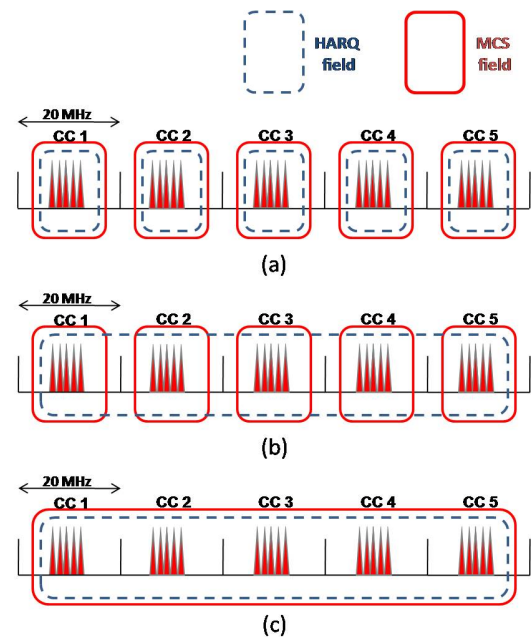 HARQ field
MCS field
20 MHz
CC 1 CC 2 CC 3 CC 4 CC 5
(a)
20 MHz
CC 1 CC 2 CC 3 CC 4 CC 5
(b)
20 MHz
CC 1 CC 2 CC 3 CC 4 CC 5
(c)